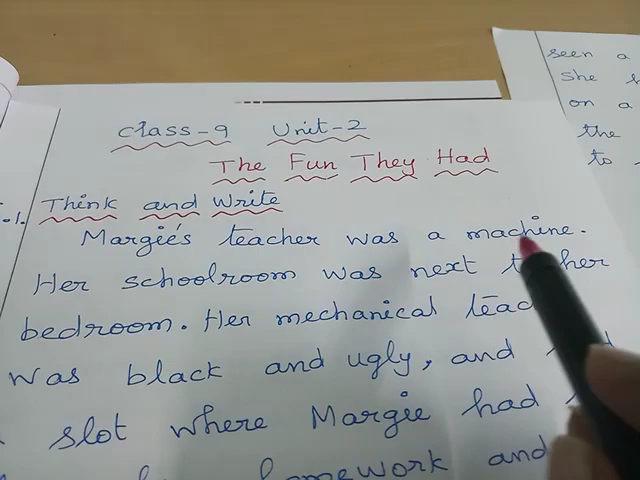 Class-9 Unit-2
The Fun They Had
Think and Write
Margie's teacher was a machine.
Her schoolroom was next her
bedroom. Her mechanical
was black and ugly, and
slot where Margie had
homework and
seen a
She
on a
the
to